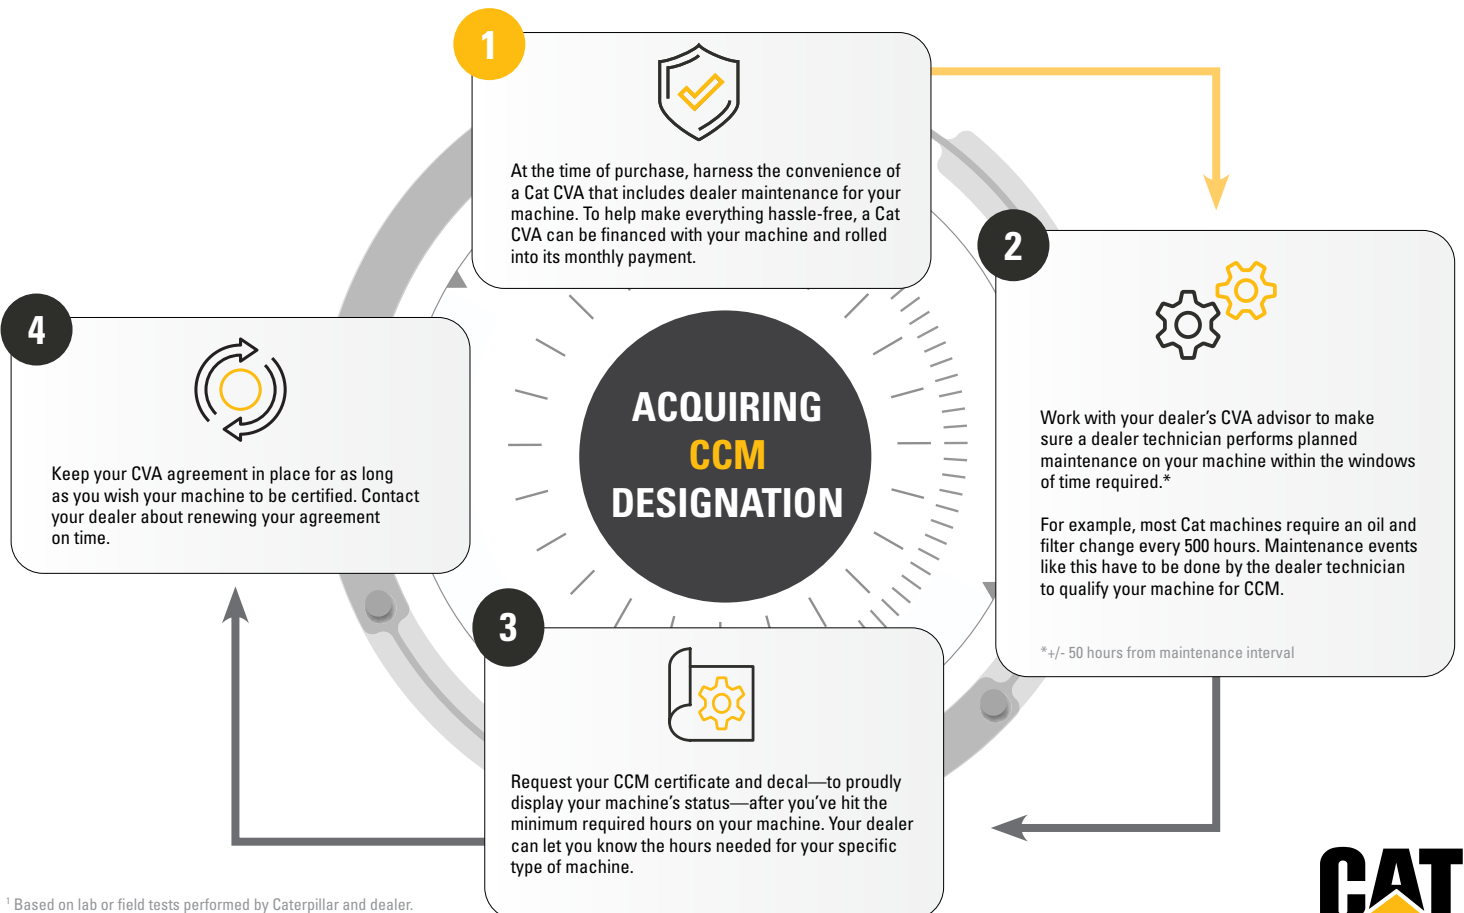 1
At the time of purchase, harness the convenience of
a Cat CVA that includes dealer maintenance for your
machine. To help make everything hassle-free, a Cat
CVA can be financed with your machine and rolled
into its monthly payment.
2
Work with your dealer’s CVA advisor to make
sure a dealer technician performs planned
maintenance on your machine within the windows
of time required.*
For example, most Cat machines require an oil and
filter change every 500 hours. Maintenance events
like this have to be done by the dealer technician
to qualify your machine for CCM.
*+/- 50 hours from maintenance interval
ACQUIRING
CCM
DESIGNATION
3
Request your CCM certificate and decal—to proudly
display your machine’s status—after you’ve hit the
minimum required hours on your machine. Your dealer
can let you know the hours needed for your specific
type of machine.
4
Keep your CVA agreement in place for as long
as you wish your machine to be certified. Contact
your dealer about renewing your agreement
on time.
¹ Based on lab or field tests performed by Caterpillar and dealer.
CAT